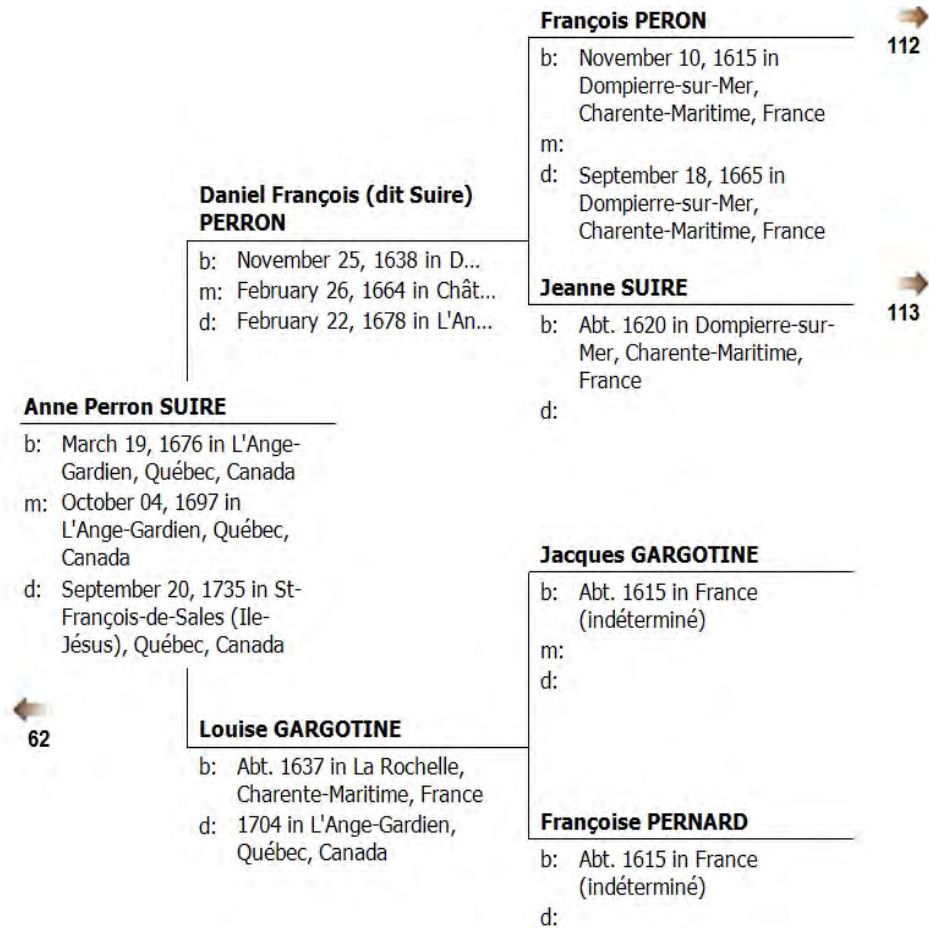 François PERON
112
b: November 10, 1615 in
Dompierre-sur-Mer,
Charente-Maritime, France
m:
d: September 18, 1665 in
Dompierre-sur-Mer,
Charente-Maritime, France
Daniel François (dit Suire)
PERRON
b: November 25, 1638 in D...
m: February 26, 1664 in Chât...
d: February 22, 1678 in L'An...
Jeanne SUIRE
113
b: Abt. 1620 in Dompierre-sur-
Mer, Charente-Maritime,
France
d:
Anne Perron SUIRE
b: March 19, 1676 in L'Ange-
Gardien, Québec, Canada
m: October 04, 1697 in
L'Ange-Gardien, Québec,
Canada
d: September 20, 1735 in St-
François-de-Sales (Ile-
Jésus), Québec, Canada
62
Jacques GARGOTINE
b: Abt. 1615 in France
(indéterminé)
m:
d:
Louise GARGOTINE
b: Abt. 1637 in La Rochelle,
Charente-Maritime, France
d: 1704 in L'Ange-Gardien,
Québec, Canada
Françoise PERNARD
b: Abt. 1615 in France
(indéterminé)
d: